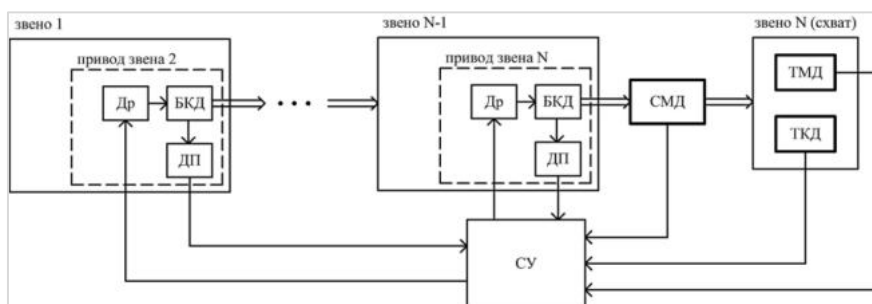 звено 1
звено N-1
звено N (схват)
привод звена 2
привод звена N
Др
БКД
ДП
• • •
Др
БКД
ДП
СМД
ТМД
ТКД
СУ